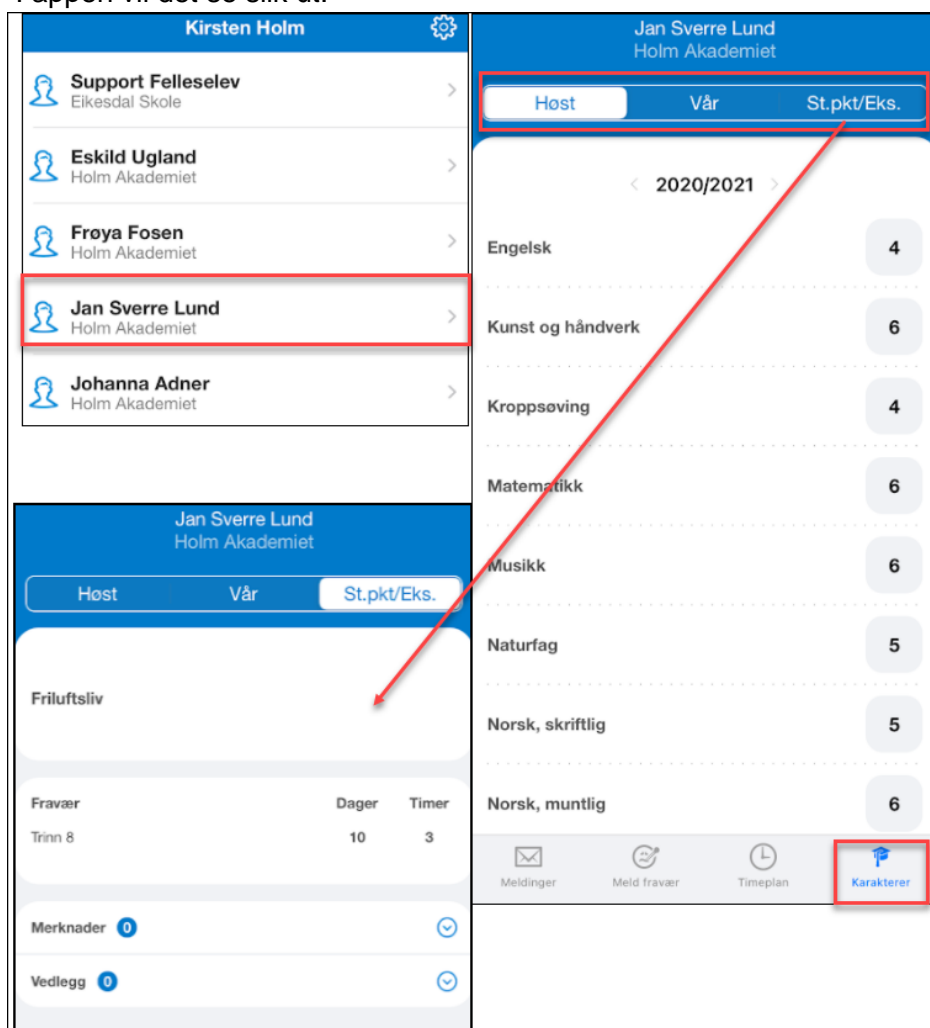 Kirsten Holm
Support Felleselev
Eikesdal Skole
Eskild Ugland
Holm Akademiet
Frøya Fosen
Holm Akademiet
Jan Sverre Lund
Holm Akademiet
Johanna Adner
Holm Akademiet
Jan Sverre Lund
Holm Akademiet
Høst Vår St.pkt/Eks.
2020/2021
Engelsk 4
Kunst og håndverk 6
Kroppsøving 4
Matematikk 6
Musikk 6
Naturfag 5
Norsk, skriftlig 5
Norsk, muntlig 6
Meldinger Meld fravær Timeplan Karakterer
Jan Sverre Lund
Holm Akademiet
Høst Vår St.pkt/Eks.
Friluftsliv
Fravær Dager Timer
Trinn 8 10 3
Merknader 0
Vedlegg 0